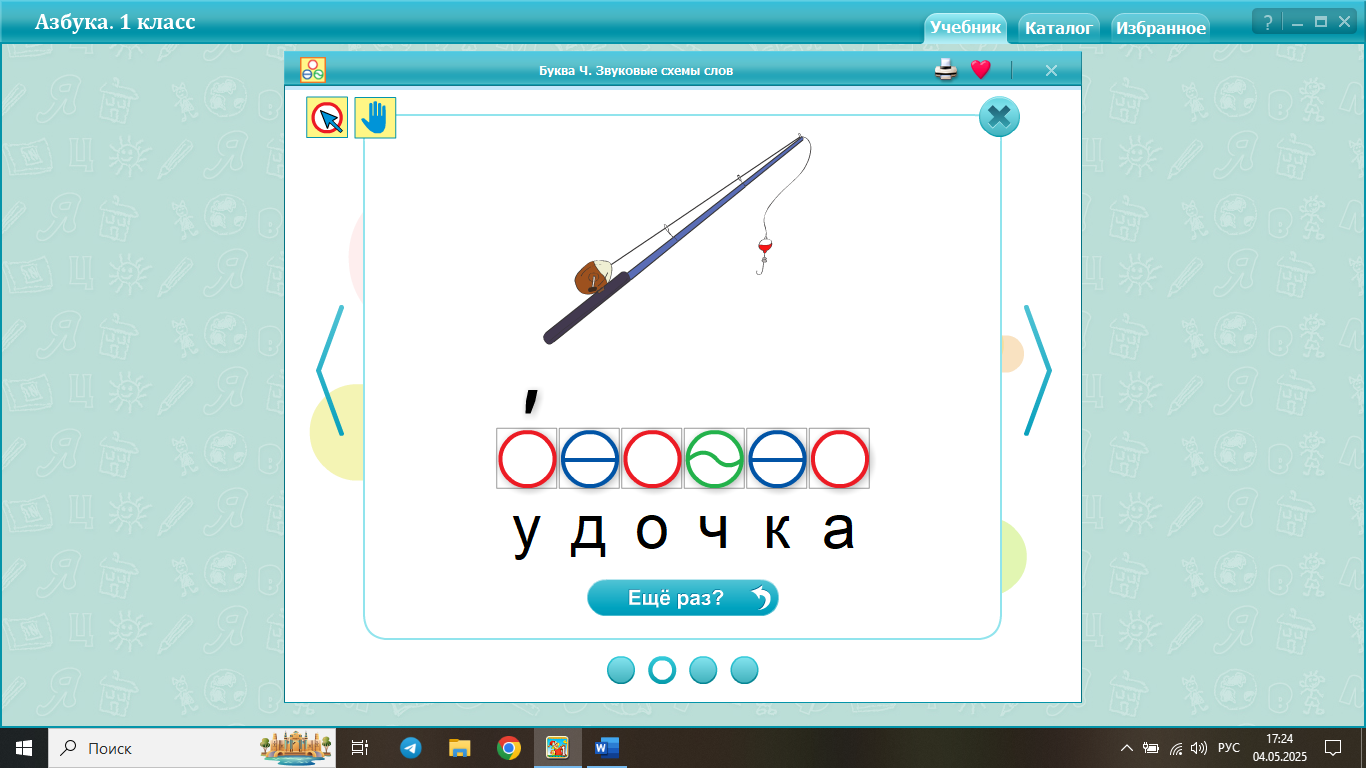 Азбука. 1 класс
Учебник Каталог Избранное
?
Буква Ч. Звуковые схемы слов
удочка
Ещё раз?
Поиск
W
РУС
17:24
04.05.2025